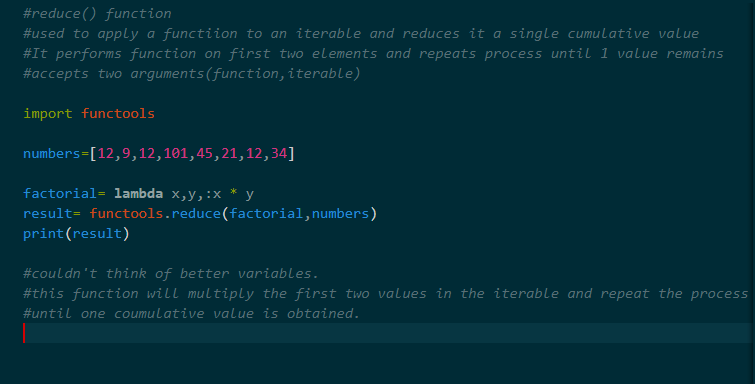 #reduce() function
#used to apply a functiion to an iterable and reduces it a single cumulative value
#It performs function on first two elements and repeats process until 1 value remains
#accepts two arguments(function,iterable)
import functools
numbers=[12,9,12,101,45,21,12,34]
factorial= lambda x,y,:x * y
result= functools.reduce(factorial,numbers)
print(result)
#couldn't think of better variables.
#this function will multiply the first two values in the iterable and repeat the process
#until one coumulative value is obtained.